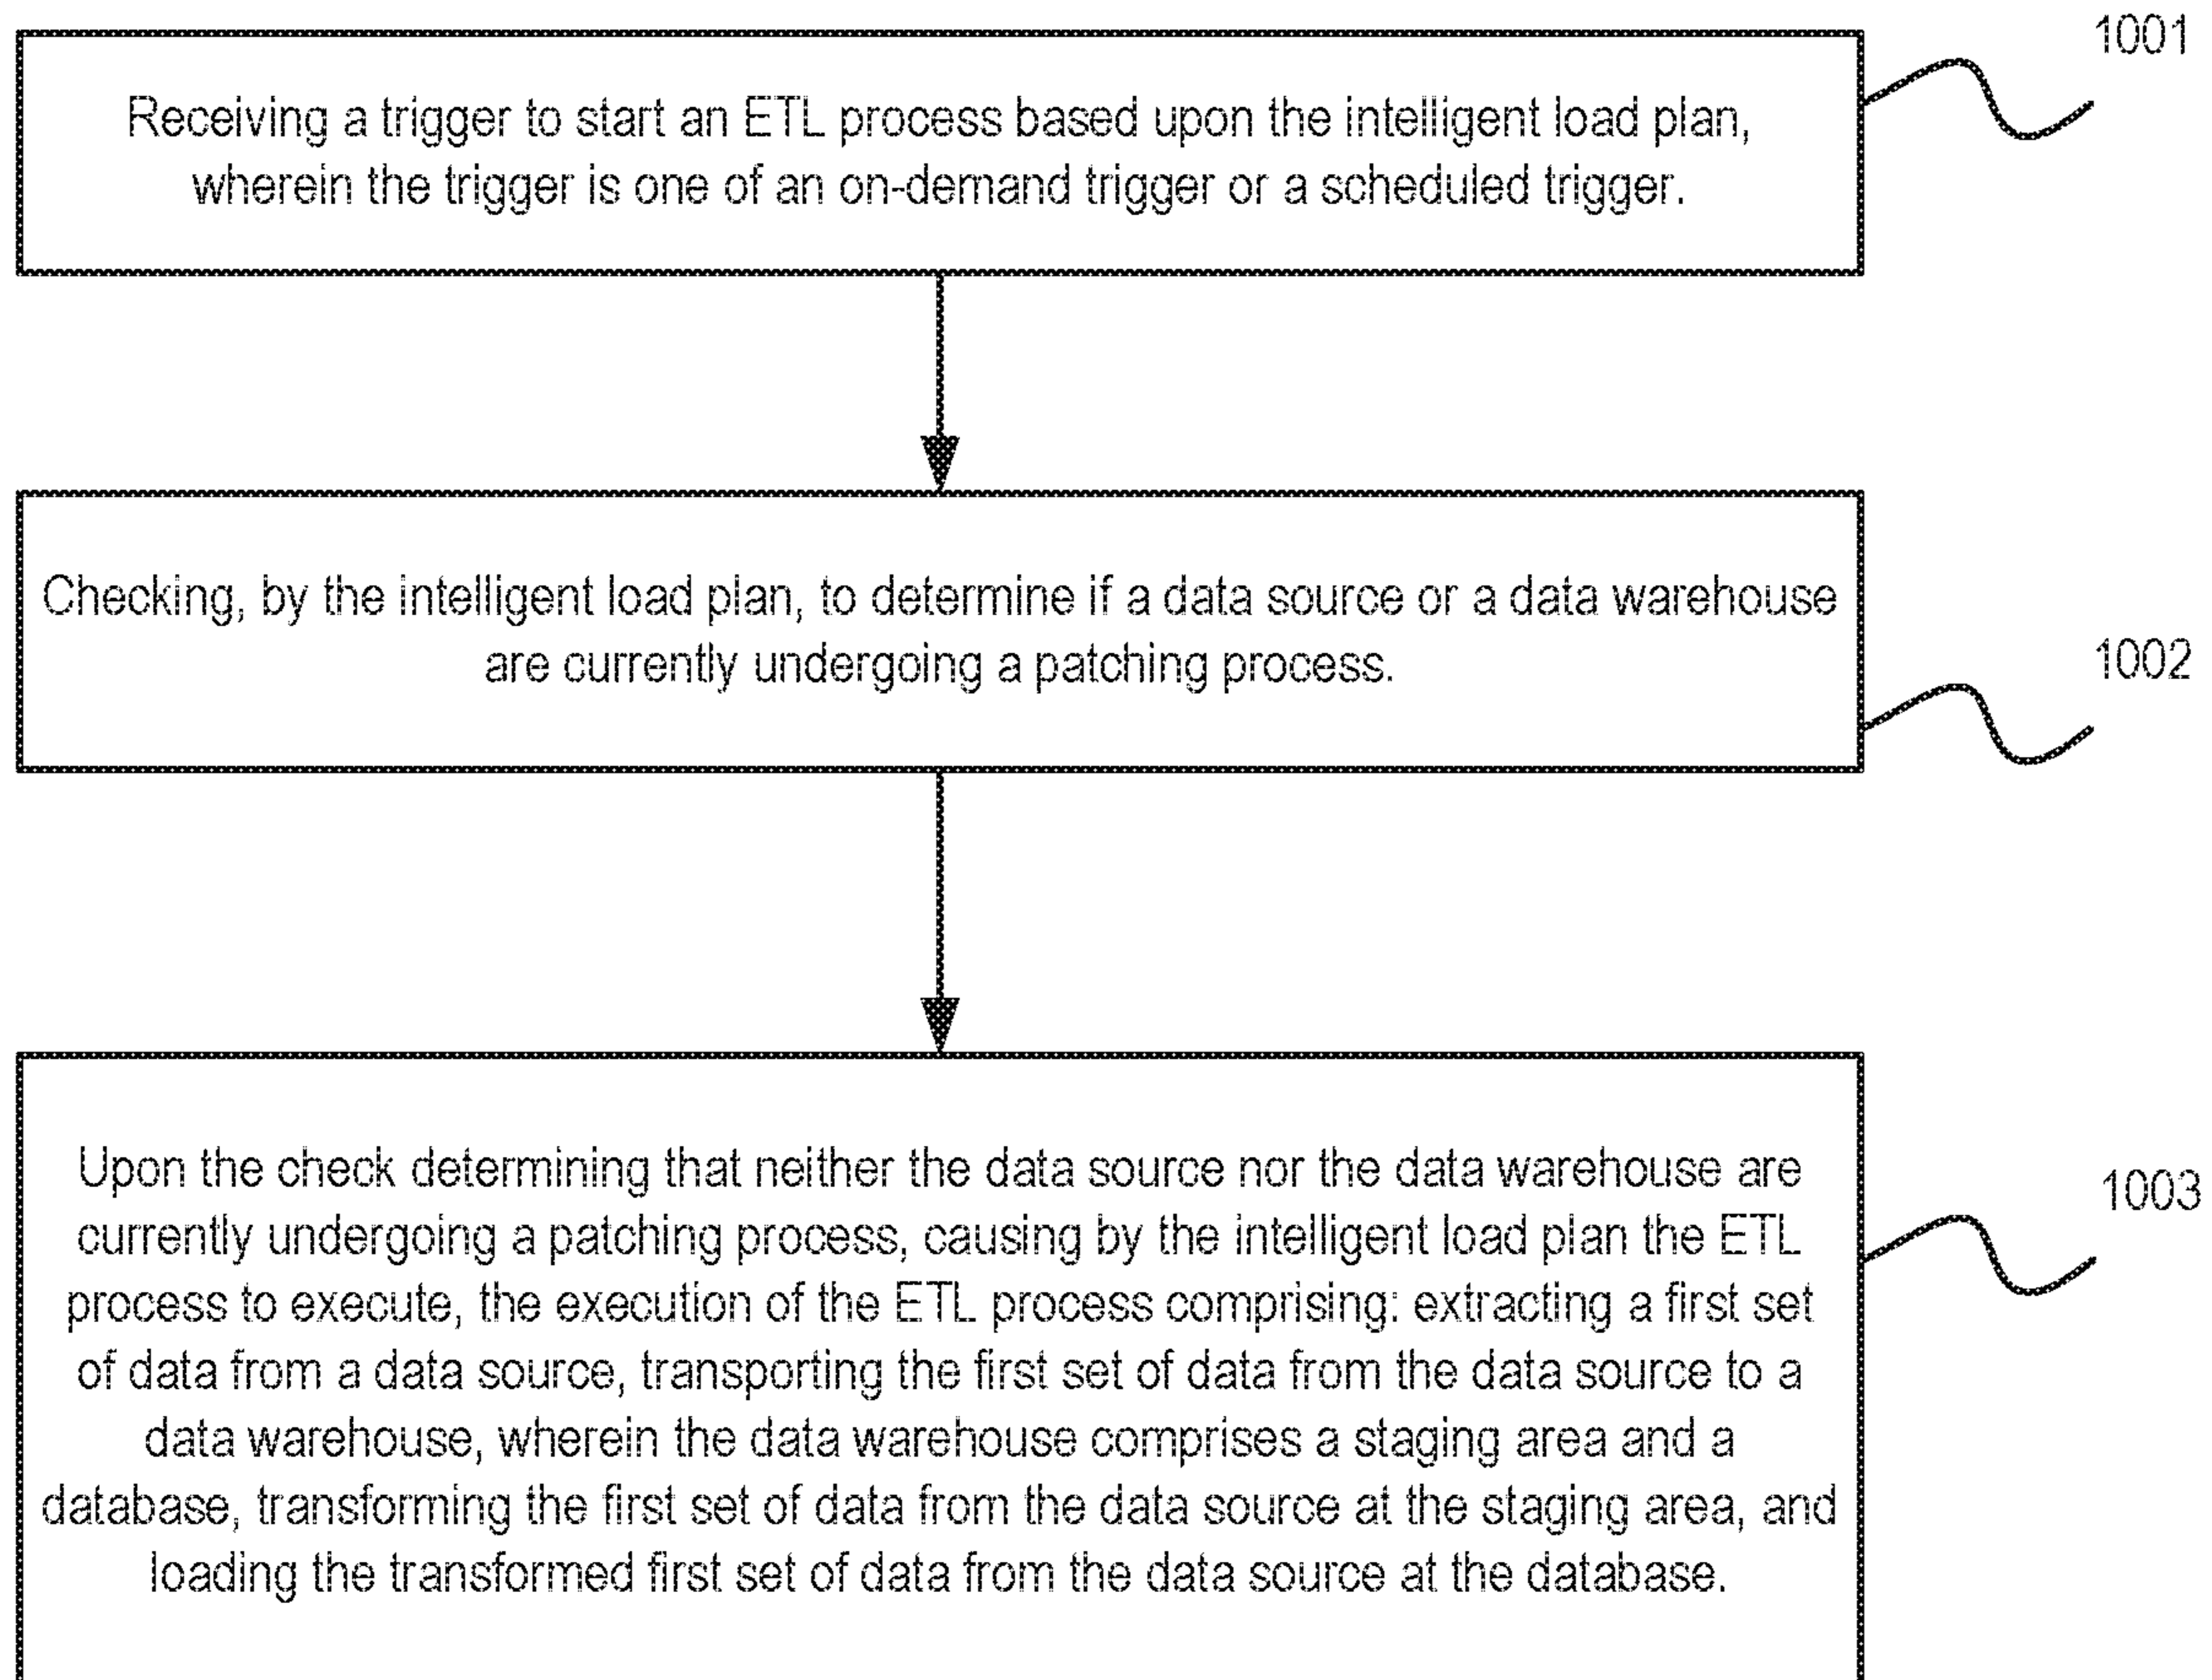 1001
Receiving a trigger to start an ETL process based upon the intelligent load plan,
wherein the trigger is one of an on-demand trigger or a scheduled trigger.
Checking, by the intelligent load plan, to determine if a data source or a data warehouse
are currently undergoing a patching process.
1002
Upon the check determining that neither the data source nor the data warehouse are
currently undergoing a patching process, causing by the intelligent load plan the ETL
process to execute, the execution of the ETL process comprising: extracting a first set
of data from a data source, transporting the first set of data from the data source to a
data warehouse, wherein the data warehouse comprises a staging area and a
database, transforming the first set of data from the data source at the staging area, and
loading the transformed first set of data from the data source at the database.
1003